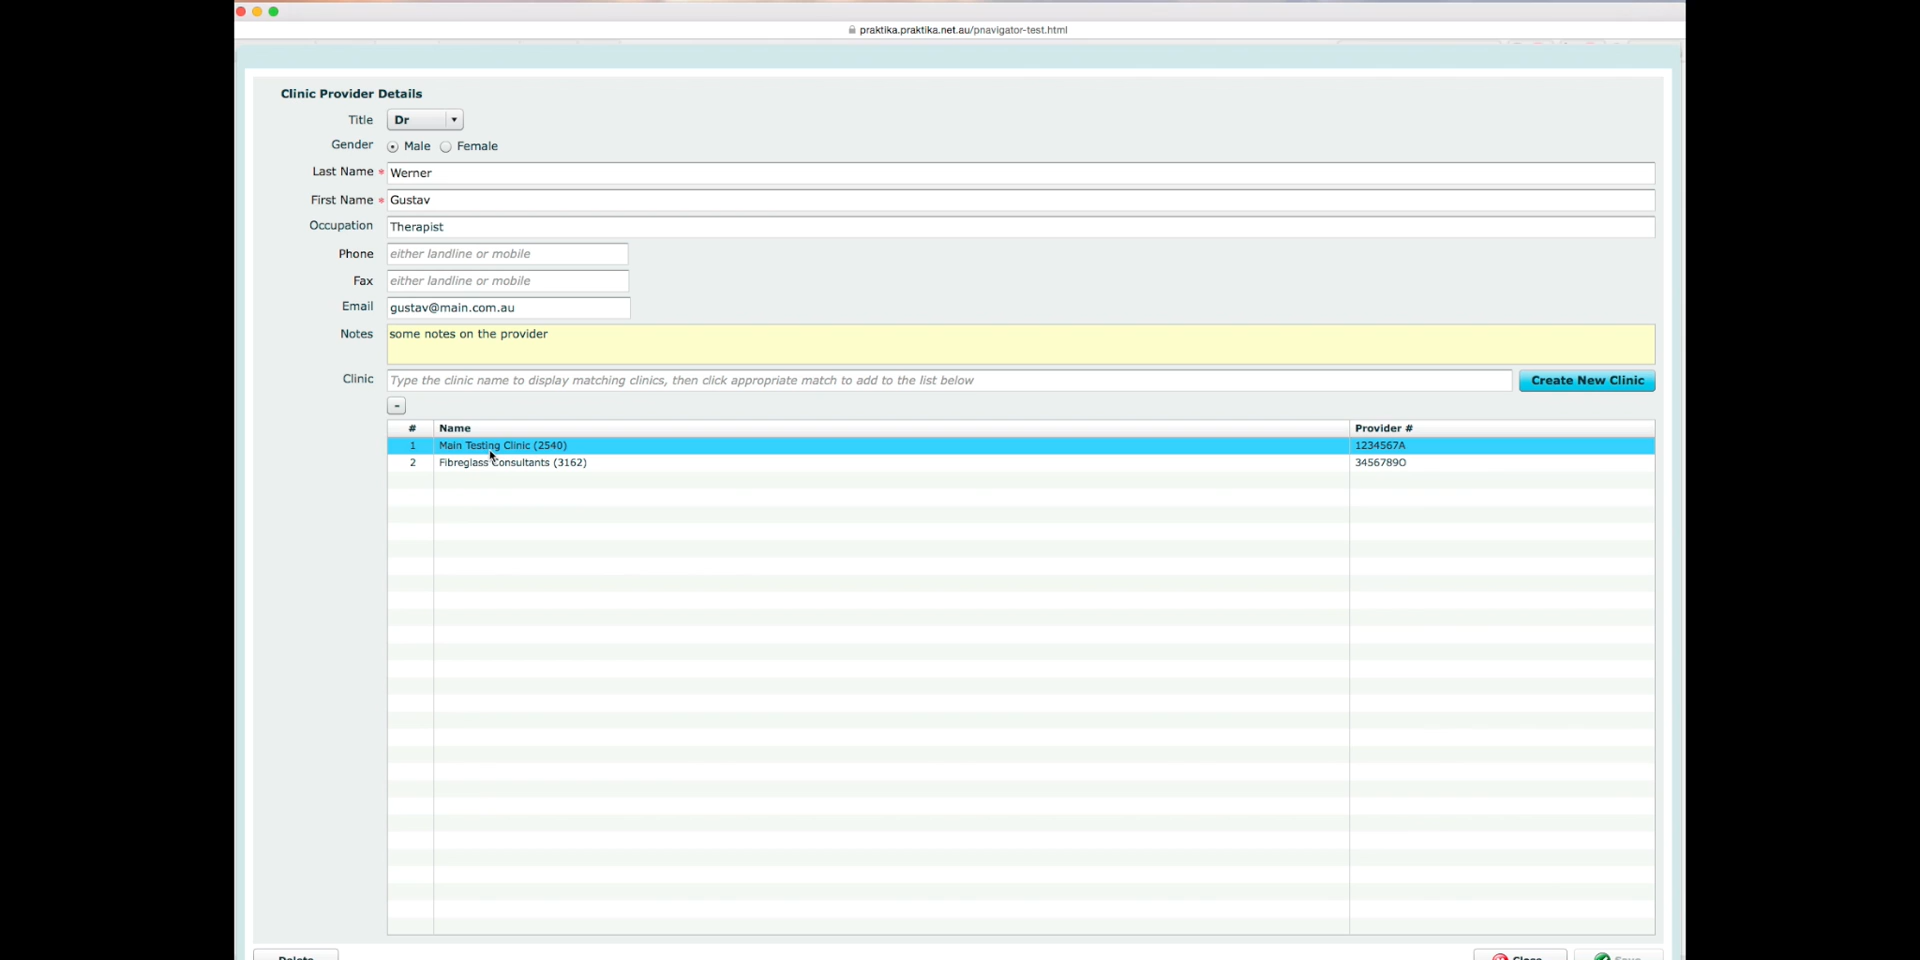 praktika.praktika.net.au/pnavigator-test.html
Clinic Provider Details
Title Dr
Gender Male Female
Last Name * Werner
First Name * Gustav
Occupation Therapist
Phone either landline or mobile
Fax either landline or mobile
Email gustav@main.com.au
Notes some notes on the provider
Clinic Type the clinic name to display matching clinics, then click appropriate match to add to the list below Create New Clinic
-
# Name Provider #
1 Main Testing Clinic (2540) 1234567A
2 Fibreglass Consultants (3162) 3456789O
Delete Close Save